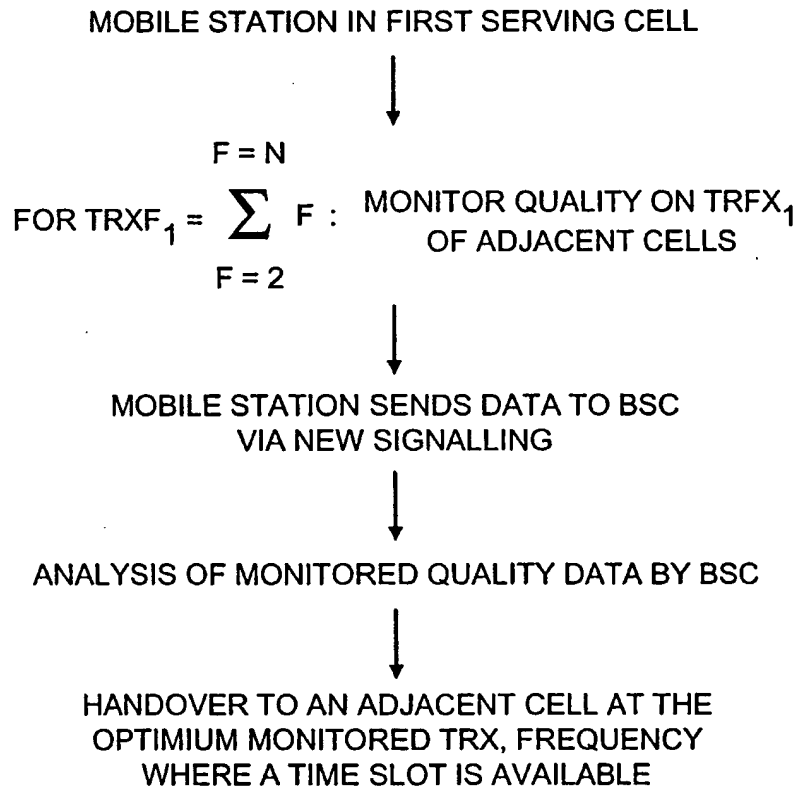 MOBILE STATION IN FIRST SERVING CELL
F = N
FOR TRXF₁ = ∑ F : MONITOR QUALITY ON TRFX₁
OF ADJACENT CELLS
F = 2
MOBILE STATION SENDS DATA TO BSC
VIA NEW SIGNALLING
ANALYSIS OF MONITORED QUALITY DATA BY BSC
HANDOVER TO AN ADJACENT CELL AT THE
OPTIMIUM MONITORED TRX, FREQUENCY
WHERE A TIME SLOT IS AVAILABLE